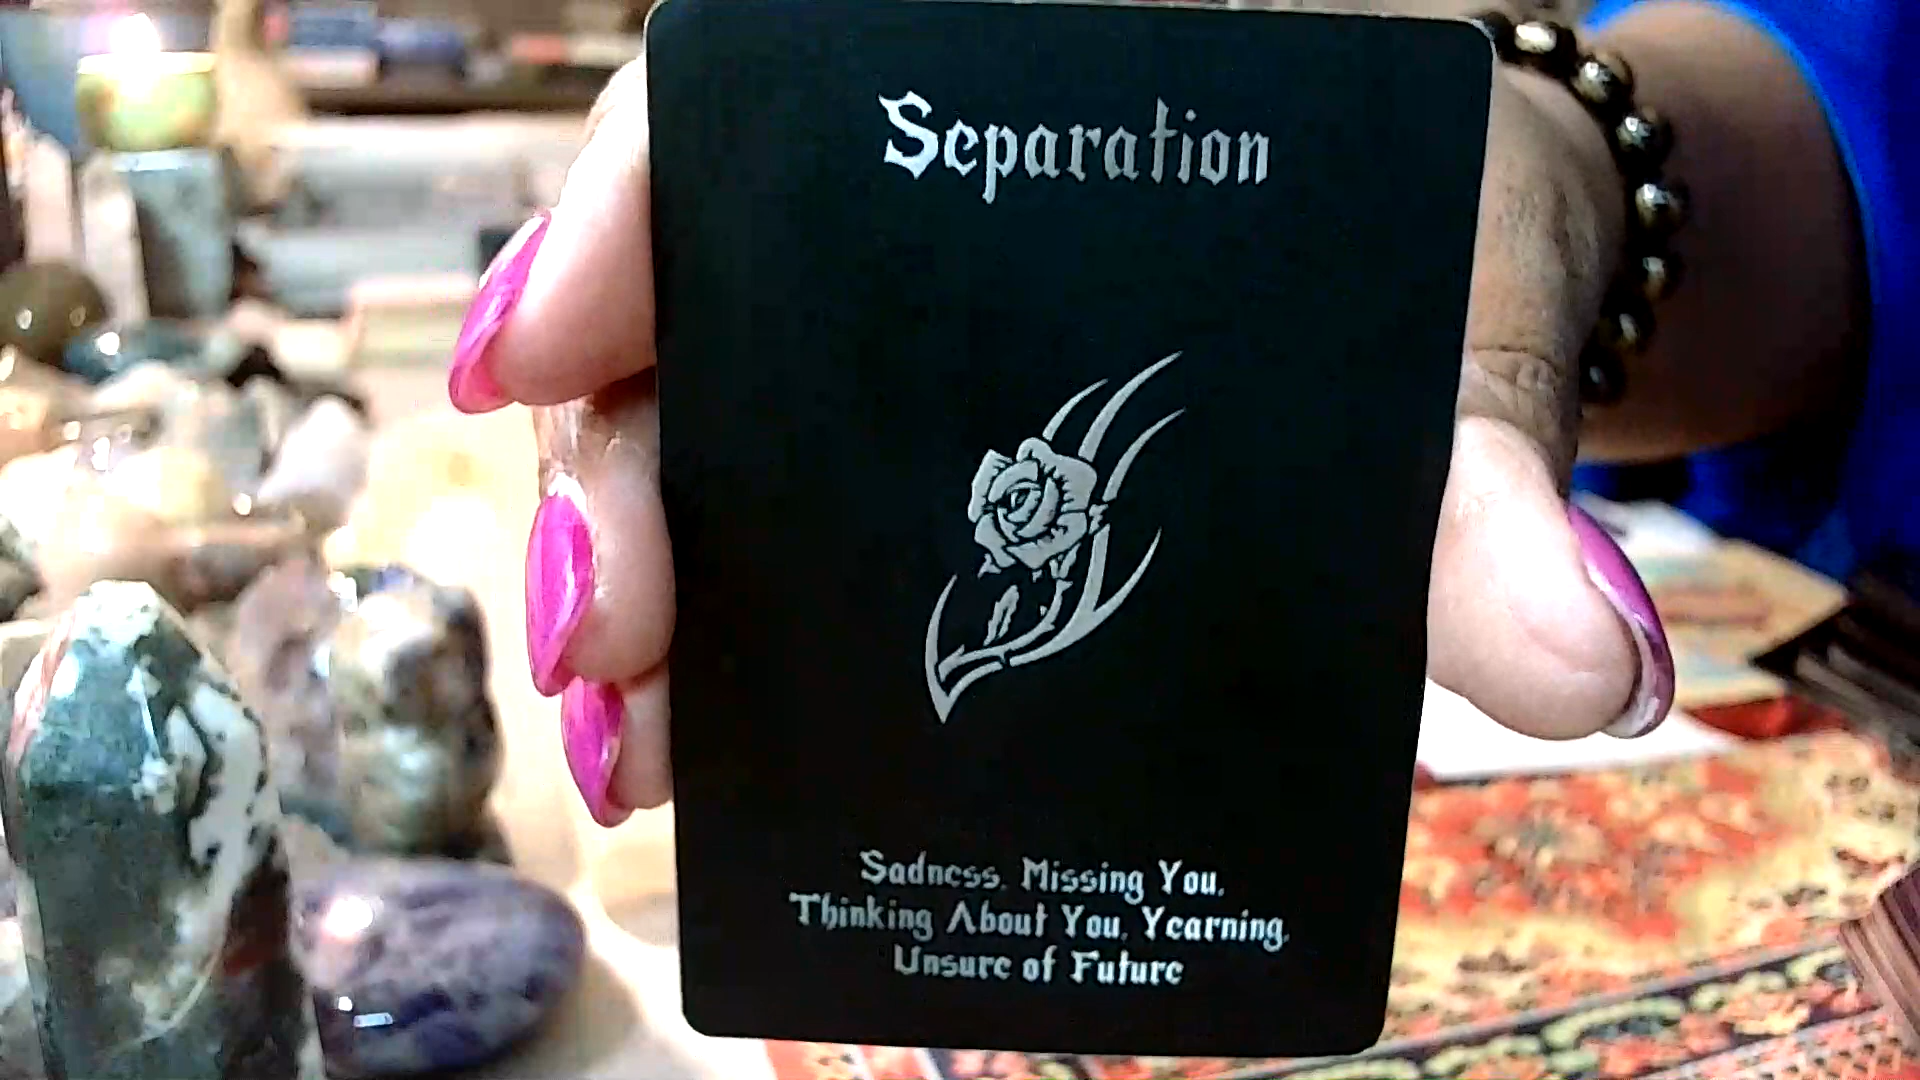 Separation
Sadness, Missing You,
Thinking About You, Yearning,
Unsure of Future